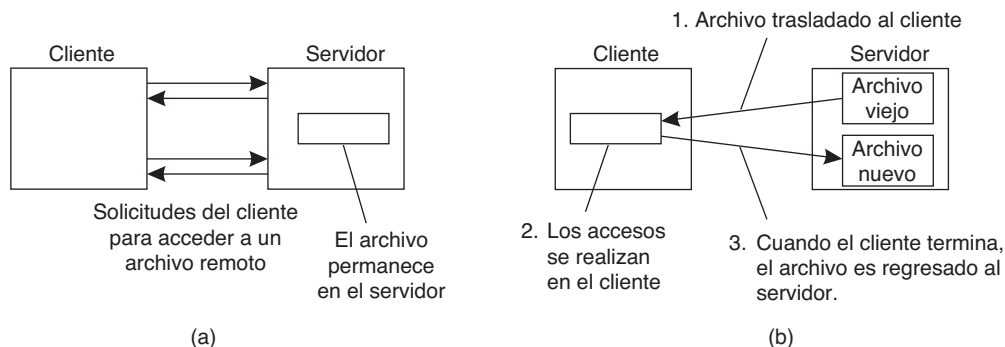 Cliente
Servidor
Solicitudes del cliente
para acceder a un
archivo remoto
El archivo
permanece
en el servidor
(a)
1. Archivo trasladado al cliente
Cliente
Servidor
Archivo
viejo
Archivo
nuevo
2. Los accesos
se realizan
en el cliente
3. Cuando el cliente termina,
el archivo es regresado al
servidor.
(b)